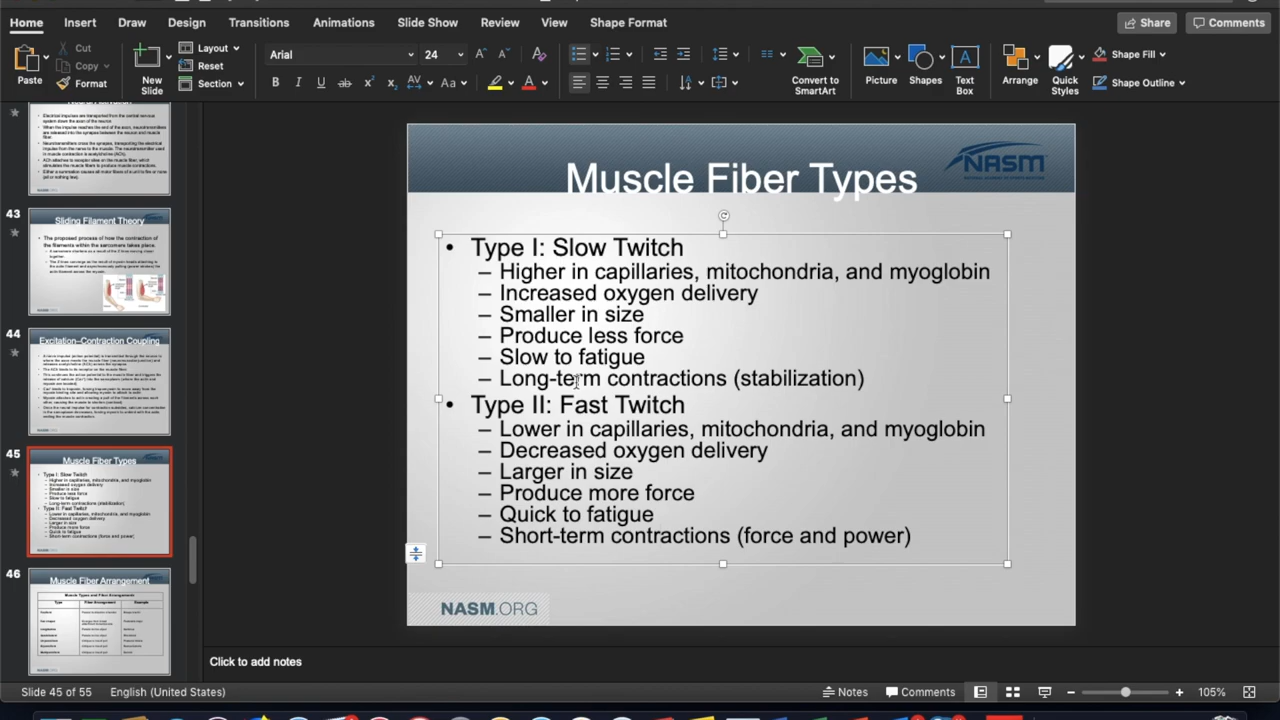 Home Insert Draw Design Transitions Animations Slide Show Review View Shape Format Share Comments
Paste Cut Copy Format New Slide Layout Reset Section Arial 24 Convert to SmartArt Picture Shapes Text Box Arrange Quick Styles Shape Fill Shape Outline
43
Sliding Filament Theory
44
Excitation–Contraction Coupling
45
Muscle Fiber Types
46
Muscle Fiber Arrangement
NASM
Muscle Fiber Types
• Type I: Slow Twitch
– Higher in capillaries, mitochondria, and myoglobin
– Increased oxygen delivery
– Smaller in size
– Produce less force
– Slow to fatigue
– Long-term contractions (stabilization)
• Type II: Fast Twitch
– Lower in capillaries, mitochondria, and myoglobin
– Decreased oxygen delivery
– Larger in size
– Produce more force
– Quick to fatigue
– Short-term contractions (force and power)
NASM.ORG
Click to add notes
Slide 45 of 55 English (United States) Notes Comments 105%